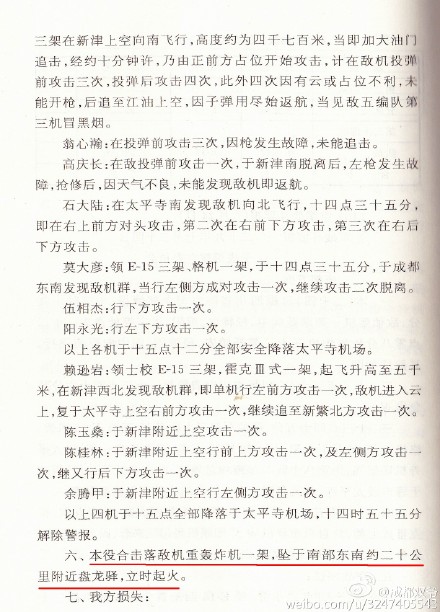 三架在新津上空向南飞行，高度约为四千七百米，当即加大油门
追击，经约十分钟许，乃由正前方占位开始攻击，计在敌机投弹
前攻击三次，投弹后攻击四次，此外四次因有云或占位不利，未
能开枪，后追至江油上空，因子弹用尽始返航，当见敌五编队第
三机冒黑烟。
翁心瀚：在投弹前攻击三次，因枪发生故障，未能追击。
高庆长：在敌投弹前攻击一次，于新津南脱离后，左枪发生故
障，抢修后，因天气不良，未能发现敌机即返航。
石大陆：在太平寺南发现敌机向北飞行，十四点三十五分，
即在右上前方对头攻击，第二次在右前下方攻击，第三次在右后
下方攻击。
莫大彦：领E-15三架、格机一架，于十四点三十五分，于成都
东南发现敌机群，当行左侧方成对攻击一次，继续攻击二次脱离。
伍相杰：行下方攻击一次。
阳永光：行左下方攻击一次。
以上各机于十五点十二分全部安全降落太平寺机场。
赖逊岩：领士校E-15三架，霍克Ⅲ式一架，起飞升高至五千
米，在新津西北发现敌机群，即单机行左前方攻击一次，敌机进入云
上，复于太平寺上空右前方攻击一次，继续追至新繁北方攻击一次。
陈玉燊：于新津附近上空攻击一次。
陈桂林：于新津附近上空行前上方攻击一次，及左侧方攻击一
次，继又行后下方攻击一次。
余腾甲：于新津附近上空行左侧方攻击一次。
以上四机于十五点全部降落于太平寺机场，十四时五十五分
解除警报。
六、本役合击落敌机重轰炸机一架，坠于南部东南约二十公
里附近盘龙驿，立时起火。
七、我方损失：
weibo.com/u/3247405543